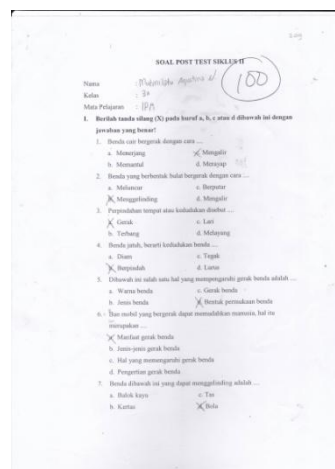 SOAL POST TEST SIKLUS II
100
Nama :
Kelas : 3A
Mata Pelajaran : IPA
I. Berilah tanda silang (X) pada huruf a, b, c atau d dibawah ini dengan
jawaban yang benar!
1. Benda cair bergerak dengan cara ....
a. Menerjang c. Mengalir
b. Memantul d. Merayap
2. Benda yang berbentuk bulat bergerak dengan cara ....
a. Meluncur c. Berputar
b. Menggelinding d. Mengalir
3. Perpindahan tempat atau kedudukan disebut ....
a. Gerak c. Lari
b. Terbang d. Melayang
4. Benda jatuh, berarti kedudukan benda ....
a. Diam c. Tegak
b. Berpindah d. Lurus
5. Dibawah ini salah satu hal yang mempengaruhi gerak benda adalah ....
a. Warna benda c. Gerak benda
b. Jenis benda d. Bentuk permukaan benda
6. Ban mobil yang bergerak dapat memudahkan manusia, hal itu
merupakan ....
a. Manfaat gerak benda
b. Jenis-jenis gerak benda
c. Hal yang memengaruhi gerak benda
d. Pengertian gerak benda
7. Benda dibawah ini yang dapat menggelinding adalah ....
a. Balok kayu c. Tas
b. Kertas d. Bola